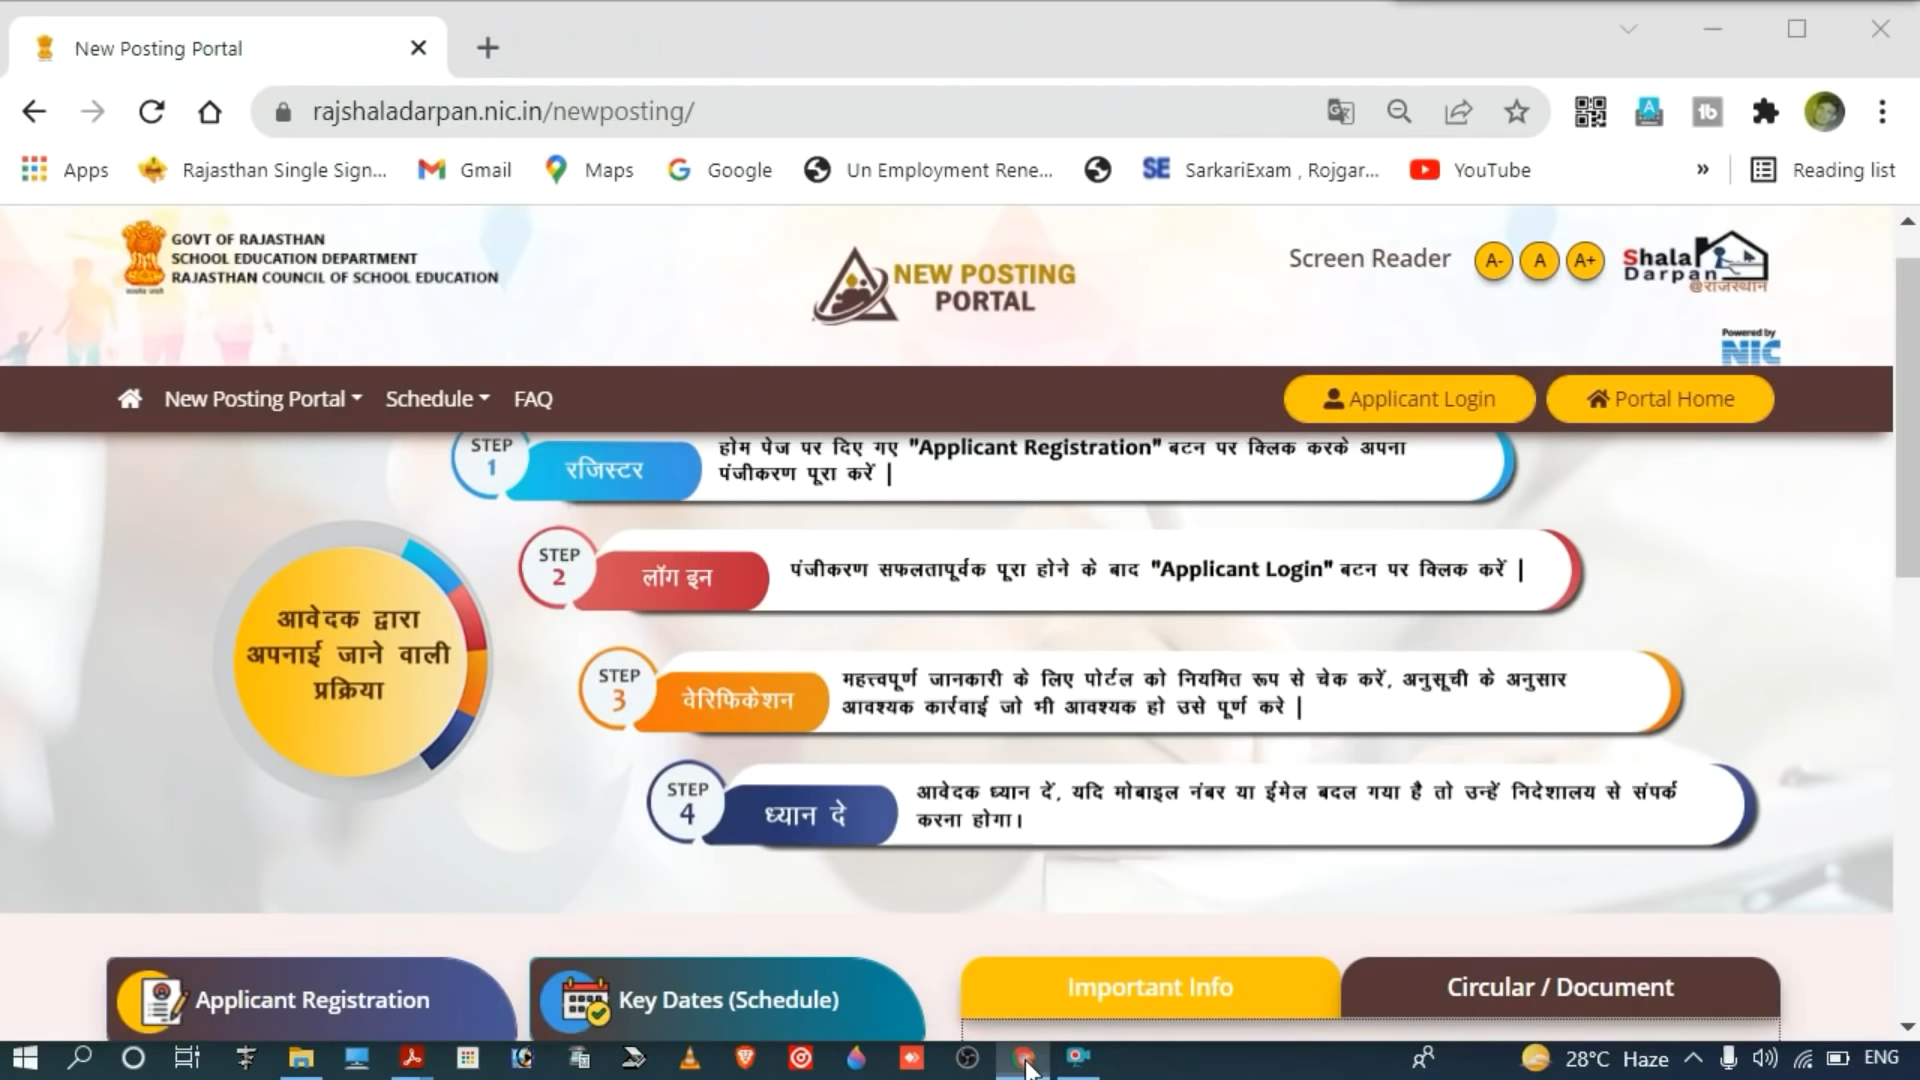 New Posting Portal
rajshaladarpan.nic.in/newposting/
Apps
Rajasthan Single Sign...
Gmail
Maps
Google
Un Employment Rene...
SE
SarkariExam , Rojgar...
YouTube
»
Reading list
GOVT OF RAJASTHAN
SCHOOL EDUCATION DEPARTMENT
RAJASTHAN COUNCIL OF SCHOOL EDUCATION
NEW POSTING
PORTAL
Screen Reader
A-
A
A+
Shala
Darpan
@राजस्थान
Powered by
NIC
New Posting Portal
Schedule
FAQ
Applicant Login
Portal Home
STEP
1
रजिस्टर
होम पेज पर दिए गए "Applicant Registration" बटन पर क्लिक करके अपना
पंजीकरण पूरा करें |
STEP
2
लॉग इन
पंजीकरण सफलतापूर्वक पूरा होने के बाद "Applicant Login" बटन पर क्लिक करें |
आवेदक द्वारा
अपनाई जाने वाली
प्रक्रिया
STEP
3
वेरिफिकेशन
महत्त्वपूर्ण जानकारी के लिए पोर्टल को नियमित रूप से चेक करें, अनुसूची के अनुसार
आवश्यक कार्रवाई जो भी आवश्यक हो उसे पूर्ण करे |
STEP
4
ध्यान दे
आवेदक ध्यान दें, यदि मोबाइल नंबर या ईमेल बदल गया है तो उन्हें निदेशालय से संपर्क
करना होगा।
Applicant Registration
Key Dates (Schedule)
Important Info
Circular / Document
28°C Haze
ENG